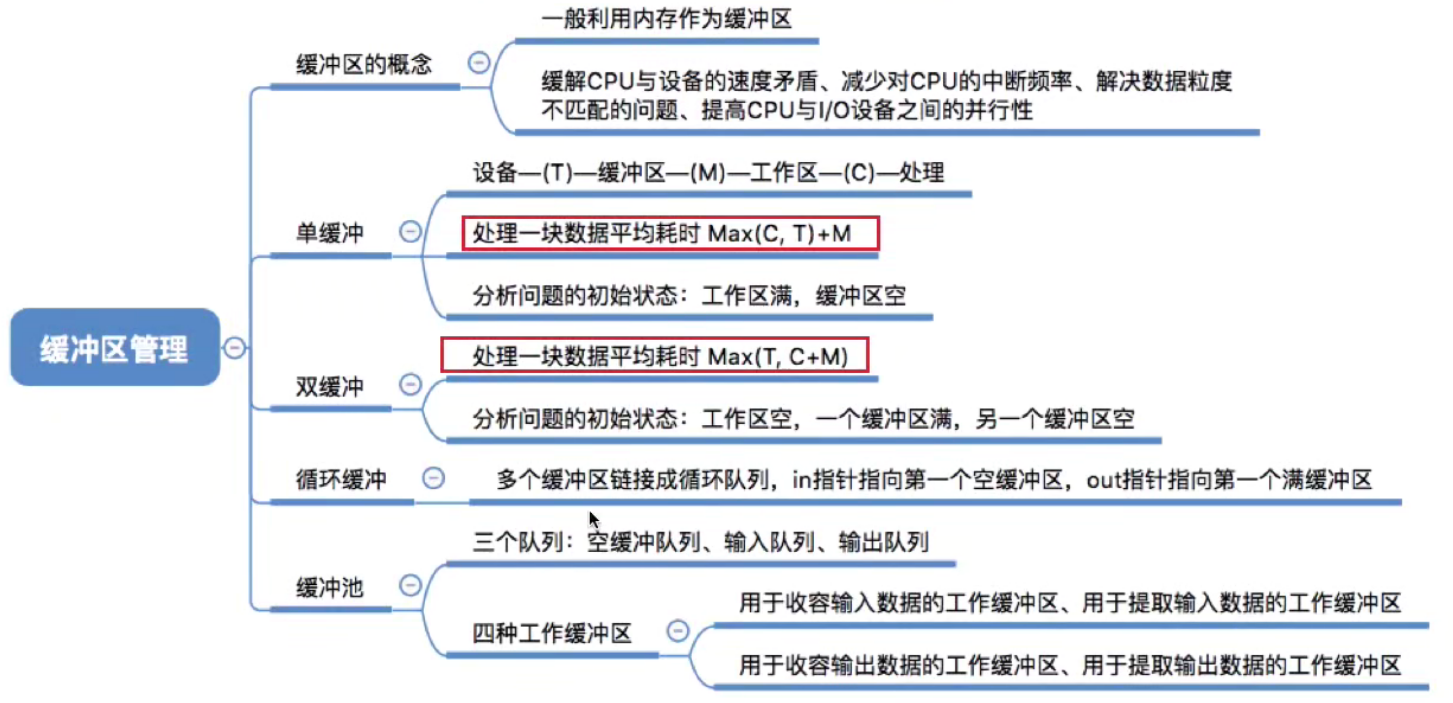 缓冲区管理
缓冲区的概念
一般利用内存作为缓冲区
缓解CPU与设备的速度矛盾、减少对CPU的中断频率、解决数据粒度
不匹配的问题、提高CPU与I/O设备之间的并行性
单缓冲
设备—(T)—缓冲区—(M)—工作区—(C)—处理
处理一块数据平均耗时 Max(C, T)+M
分析问题的初始状态：工作区满，缓冲区空
双缓冲
处理一块数据平均耗时 Max(T, C+M)
分析问题的初始状态：工作区空，一个缓冲区满，另一个缓冲区空
循环缓冲
多个缓冲区链接成循环队列，in指针指向第一个空缓冲区，out指针指向第一个满缓冲区
缓冲池
三个队列：空缓冲队列、输入队列、输出队列
四种工作缓冲区
用于收容输入数据的工作缓冲区、用于提取输入数据的工作缓冲区
用于收容输出数据的工作缓冲区、用于提取输出数据的工作缓冲区